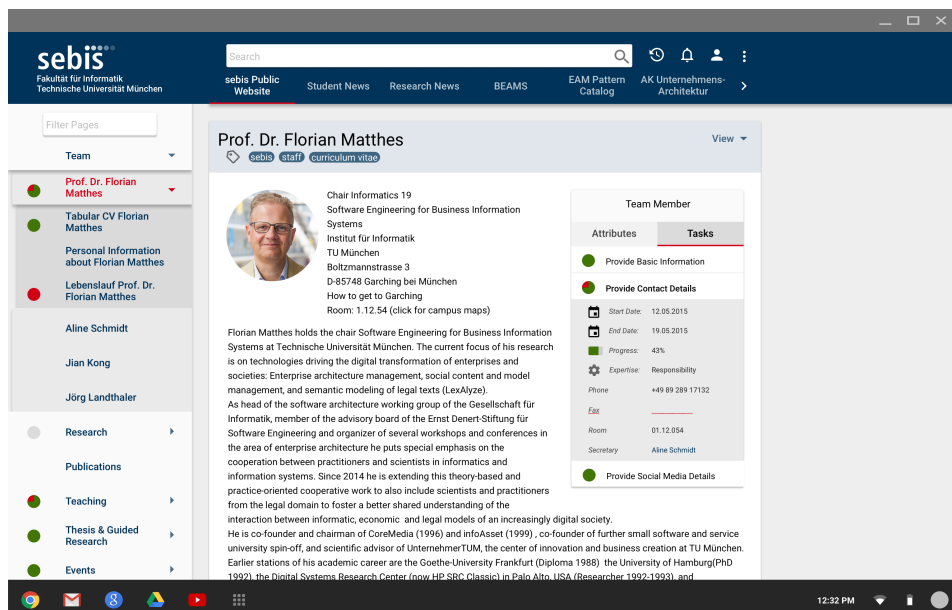 sebis
Fakultät für Informatik
Technische Universität München
Search
sebis Public
Website
Student News
Research News
BEAMS
EAM Pattern
Catalog
AK Unternehmens-
Architektur
Filter Pages
Team
Prof. Dr. Florian
Matthes
Tabular CV Florian
Matthes
Personal Information
about Florian Matthes
Lebenslauf Prof. Dr.
Florian Matthes
Aline Schmidt
Jian Kong
Jörg Landthaler
Research
Publications
Teaching
Thesis & Guided
Research
Events
Prof. Dr. Florian Matthes
View
sebis staff curriculum vitae
Chair Informatics 19
Software Engineering for Business Information
Systems
Institut für Informatik
TU München
Boltzmannstrasse 3
D-85748 Garching bei München
How to get to Garching
Room: 1.12.54 (click for campus maps)
Florian Matthes holds the chair Software Engineering for Business Information
Systems at Technische Universität München. The current focus of his research
is on technologies driving the digital transformation of enterprises and
societies: Enterprise architecture management, social content and model
management, and semantic modeling of legal texts (LexAlyze).
As head of the software architecture working group of the Gesellschaft für
Informatik, member of the advisory board of the Ernst Denert-Stiftung für
Software Engineering and organizer of several workshops and conferences in
the area of enterprise architecture he puts special emphasis on the
cooperation between practitioners and scientists in informatics and
information systems. Since 2014 he is extending this theory-based and
practice-oriented cooperative work to also include scientists and practitioners
from the legal domain to foster a better shared understanding of the
interaction between informatic, economic and legal models of an increasingly digital society.
He is co-founder and chairman of CoreMedia (1996) and infoAsset (1999) , co-founder of further small software and service
university spin-off, and scientific advisor of UnternehmerTUM, the center of innovation and business creation at TU München.
Earlier stations of his academic career are the Goethe-University Frankfurt (Diploma 1988) the University of Hamburg(PhD
1992), the Digital Systems Research Center (now HP SRC Classic) in Palo Alto, USA (Researcher 1992-1993), and
Team Member
Attributes
Tasks
Provide Basic Information
Provide Contact Details
Start Date: 12.05.2015
End Date: 19.05.2015
Progress: 43%
Expertise: Responsibility
Phone +49 89 289 17132
Fax
Room 01.12.054
Secretary Aline Schmidt
Provide Social Media Details
12:32 PM